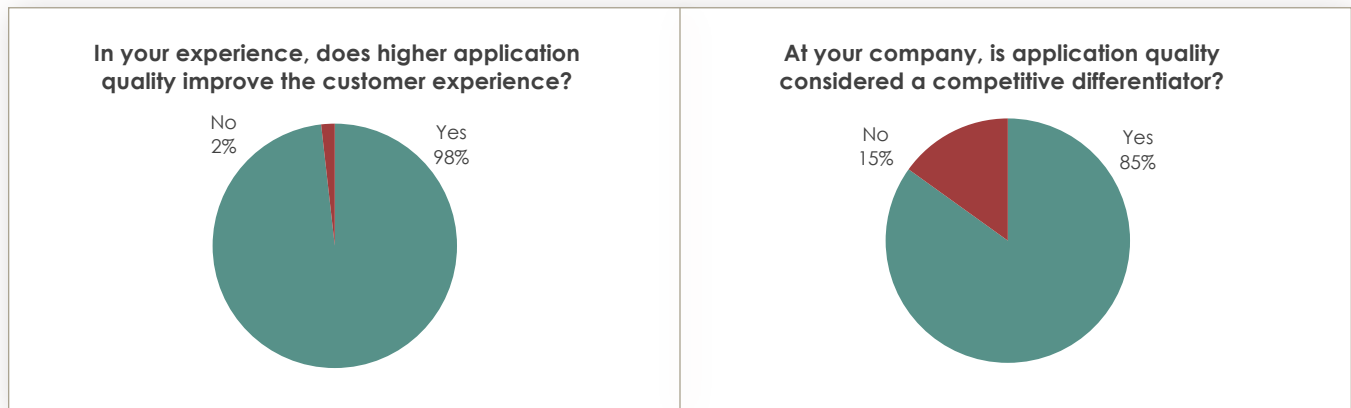 In your experience, does higher application
quality improve the customer experience?
No
2%
Yes
98%
At your company, is application quality
considered a competitive differentiator?
No
15%
Yes
85%